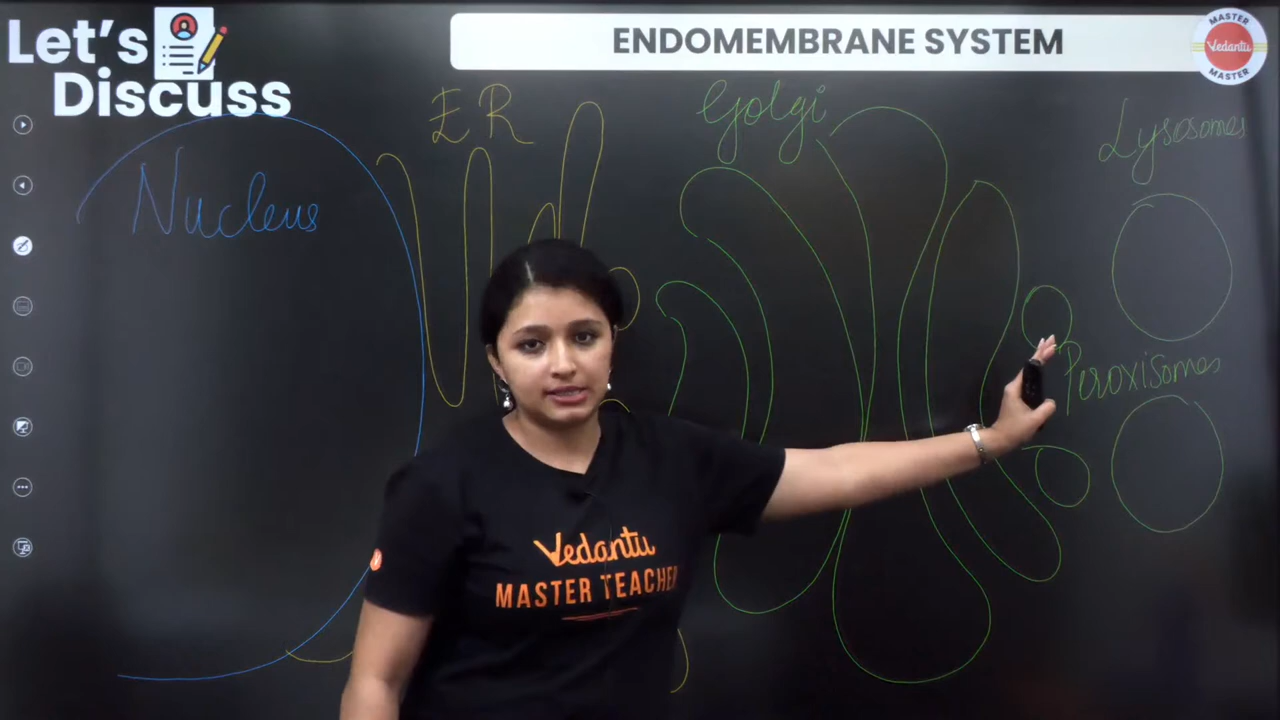 Let's
Discuss
ENDOMEMBRANE SYSTEM
MASTER
Vedantu
MASTER
ER
Golgi
Lysosomes
Nucleus
Peroxisomes
Vedantu
MASTER TEACHER